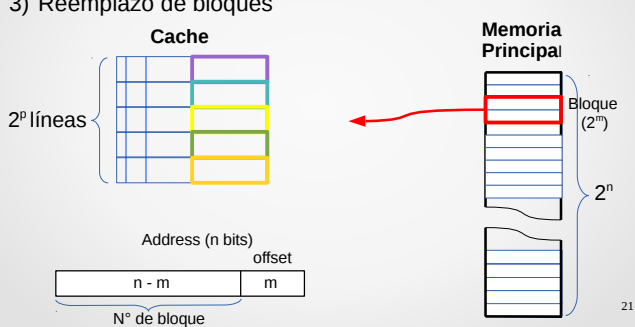 3) Reemplazo de bloques
Cache
Memoria
Principal
2ᵖ líneas
Bloque
(2ᵐ)
2ⁿ
Address (n bits)
offset
n - m
m
N° de bloque
21